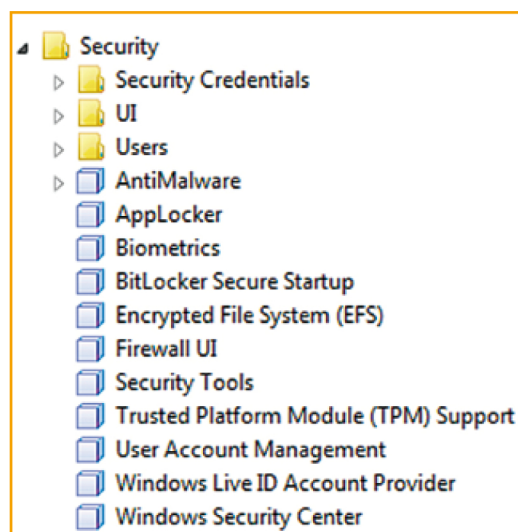 Security
Security Credentials
UI
Users
AntiMalware
AppLocker
Biometrics
BitLocker Secure Startup
Encrypted File System (EFS)
Firewall UI
Security Tools
Trusted Platform Module (TPM) Support
User Account Management
Windows Live ID Account Provider
Windows Security Center